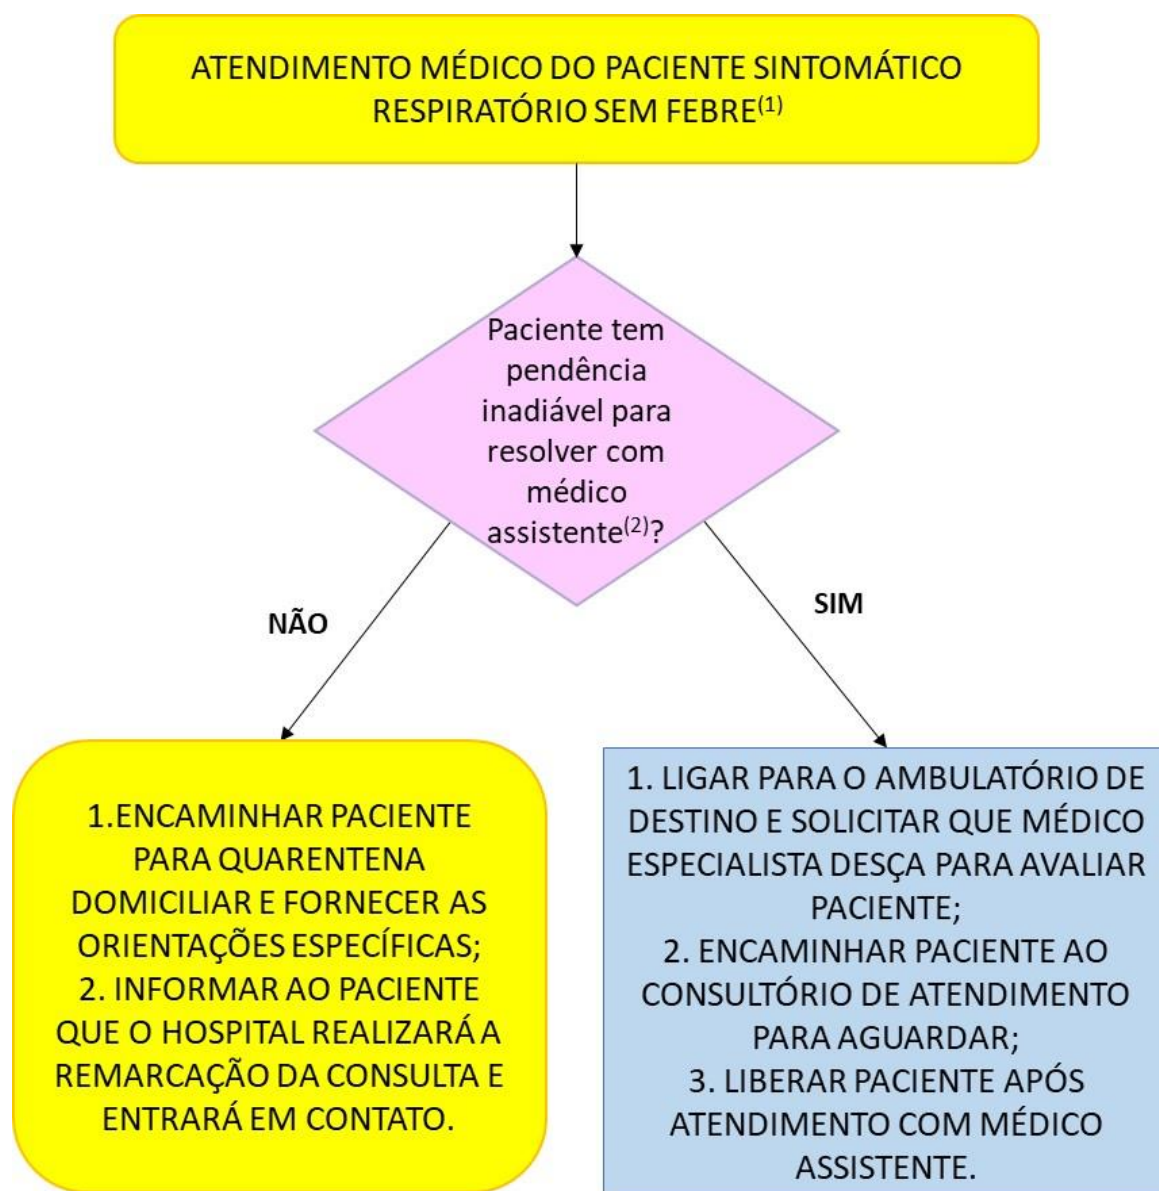 ATENDIMENTO MÉDICO DO PACIENTE SINTOMÁTICO
RESPIRATÓRIO SEM FEBRE(1)
Paciente tem
pendência
inadiável para
resolver com
médico
assistente(2)?
NÃO
SIM
1.ENCAMINHAR PACIENTE
PARA QUARENTENA
DOMICILIAR E FORNECER AS
ORIENTAÇÕES ESPECÍFICAS;
2. INFORMAR AO PACIENTE
QUE O HOSPITAL REALIZARÁ A
REMARCAÇÃO DA CONSULTA E
ENTRARÁ EM CONTATO.
1. LIGAR PARA O AMBULATÓRIO DE
DESTINO E SOLICITAR QUE MÉDICO
ESPECIALISTA DESÇA PARA AVALIAR
PACIENTE;
2. ENCAMINHAR PACIENTE AO
CONSULTÓRIO DE ATENDIMENTO
PARA AGUARDAR;
3. LIBERAR PACIENTE APÓS
ATENDIMENTO COM MÉDICO
ASSISTENTE.